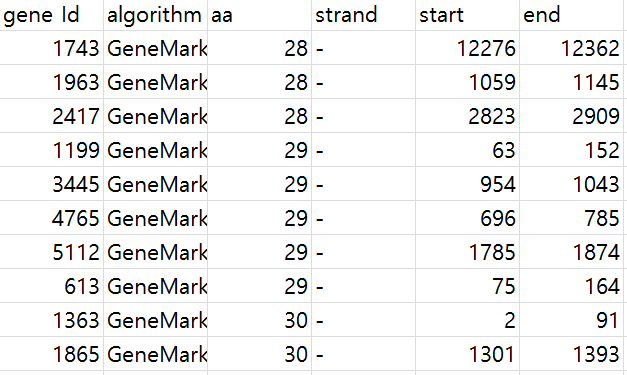 gene Id algorithm aa strand start end
1743 GeneMark 28 - 12276 12362
1963 GeneMark 28 - 1059 1145
2417 GeneMark 28 - 2823 2909
1199 GeneMark 29 - 63 152
3445 GeneMark 29 - 954 1043
4765 GeneMark 29 - 696 785
5112 GeneMark 29 - 1785 1874
613 GeneMark 29 - 75 164
1363 GeneMark 30 - 2 91
1865 GeneMark 30 - 1301 1393